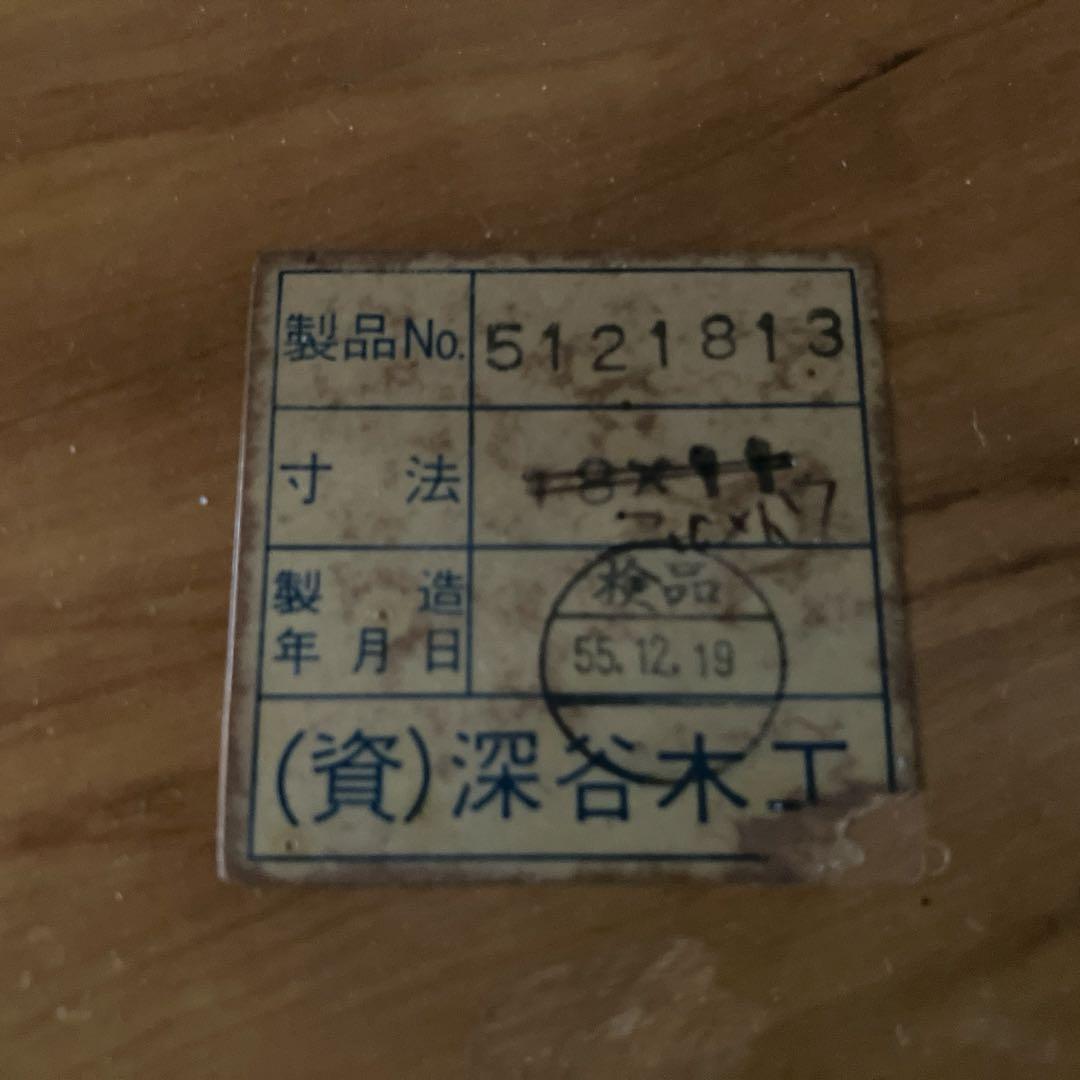 製品No. 5121813
寸法
製造年月日
検品
55.12.19
(資)深谷木工